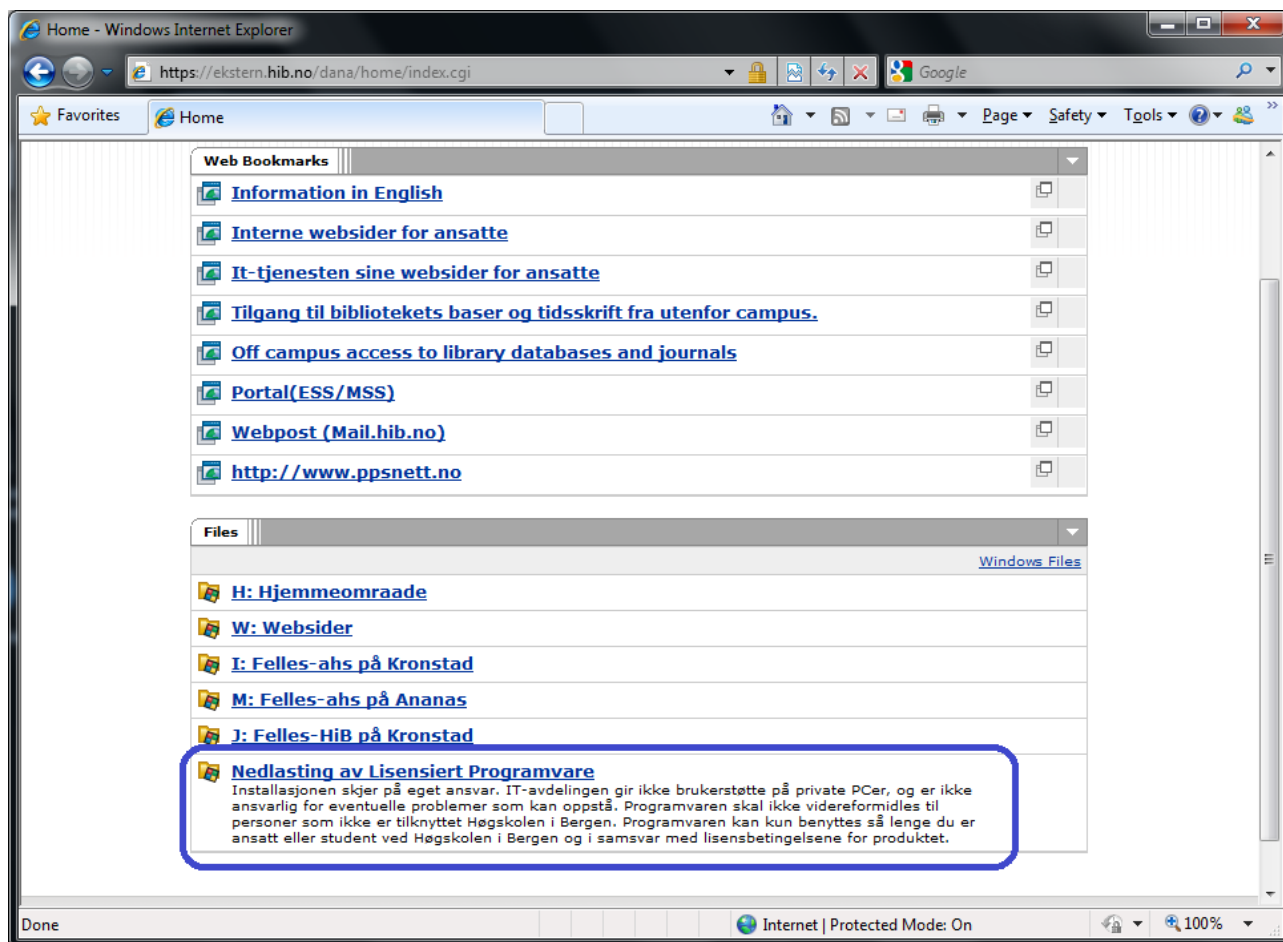 Home - Windows Internet Explorer
https://ekstern.hib.no/dana/home/index.cgi
Google
Favorites
Home
Page
Safety
Tools
Web Bookmarks
Information in English
Interne websider for ansatte
It-tjenesten sine websider for ansatte
Tilgang til bibliotekets baser og tidsskrift fra utenfor campus.
Off campus access to library databases and journals
Portal(ESS/MSS)
Webpost (Mail.hib.no)
http://www.ppsnett.no
Files
Windows Files
H: Hjemmeomraade
W: Websider
I: Felles-ahs på Kronstad
M: Felles-ahs på Ananas
J: Felles-HiB på Kronstad
Nedlasting av Lisensiert Programvare
Installasjonen skjer på eget ansvar. IT-avdelingen gir ikke brukerstøtte på private PCer, og er ikke
ansvarlig for eventuelle problemer som kan oppstå. Programvaren skal ikke videreformidles til
personer som ikke er tilknyttet Høgskolen i Bergen. Programvaren kan kun benyttes så lenge du er
ansatt eller student ved Høgskolen i Bergen og i samsvar med lisensbetingelsene for produktet.
Done
Internet | Protected Mode: On
100%